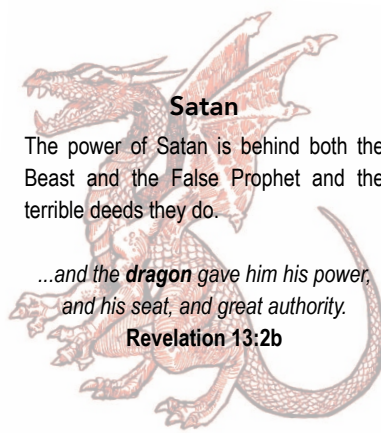 Satan
The power of Satan is behind both the
Beast and the False Prophet and the
terrible deeds they do.
...and the dragon gave him his power,
and his seat, and great authority.
Revelation 13:2b